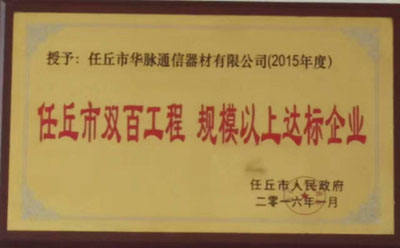 授予：任丘市华脉通信器材有限公司(2015年度)
任丘市双百工程 规模以上达标企业
任丘市人民政府
二零一六年一月